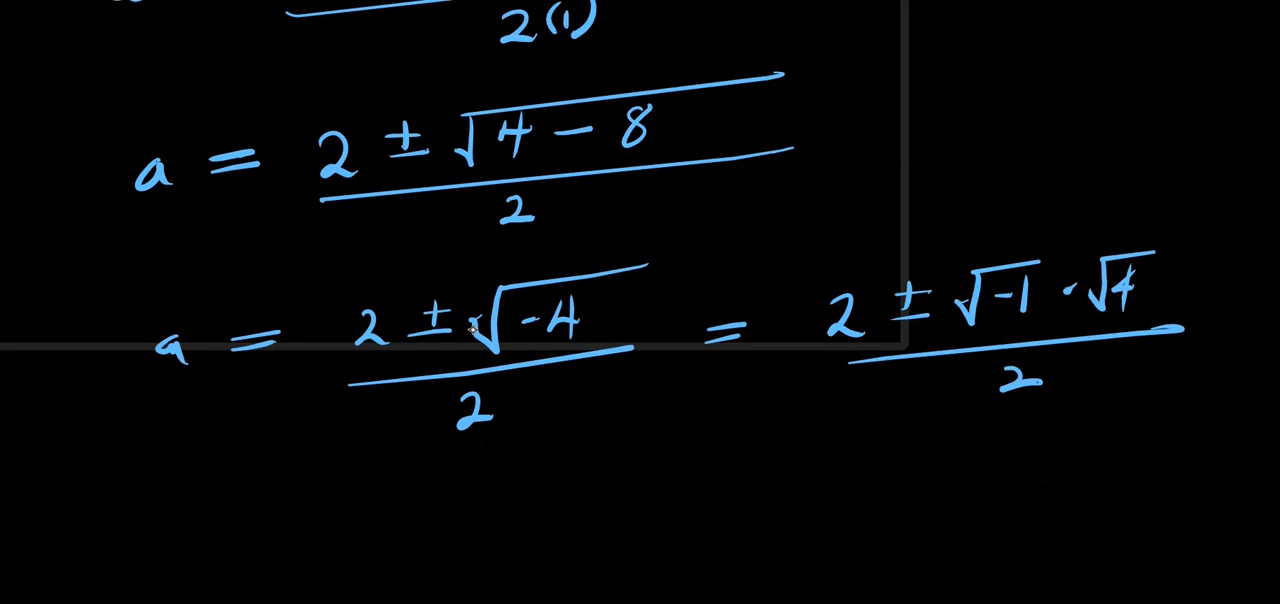 2(1)
a = (2 ± √(4 - 8)) / 2
a = (2 ± √(-4)) / 2 = (2 ± √(-1) · √4) / 2